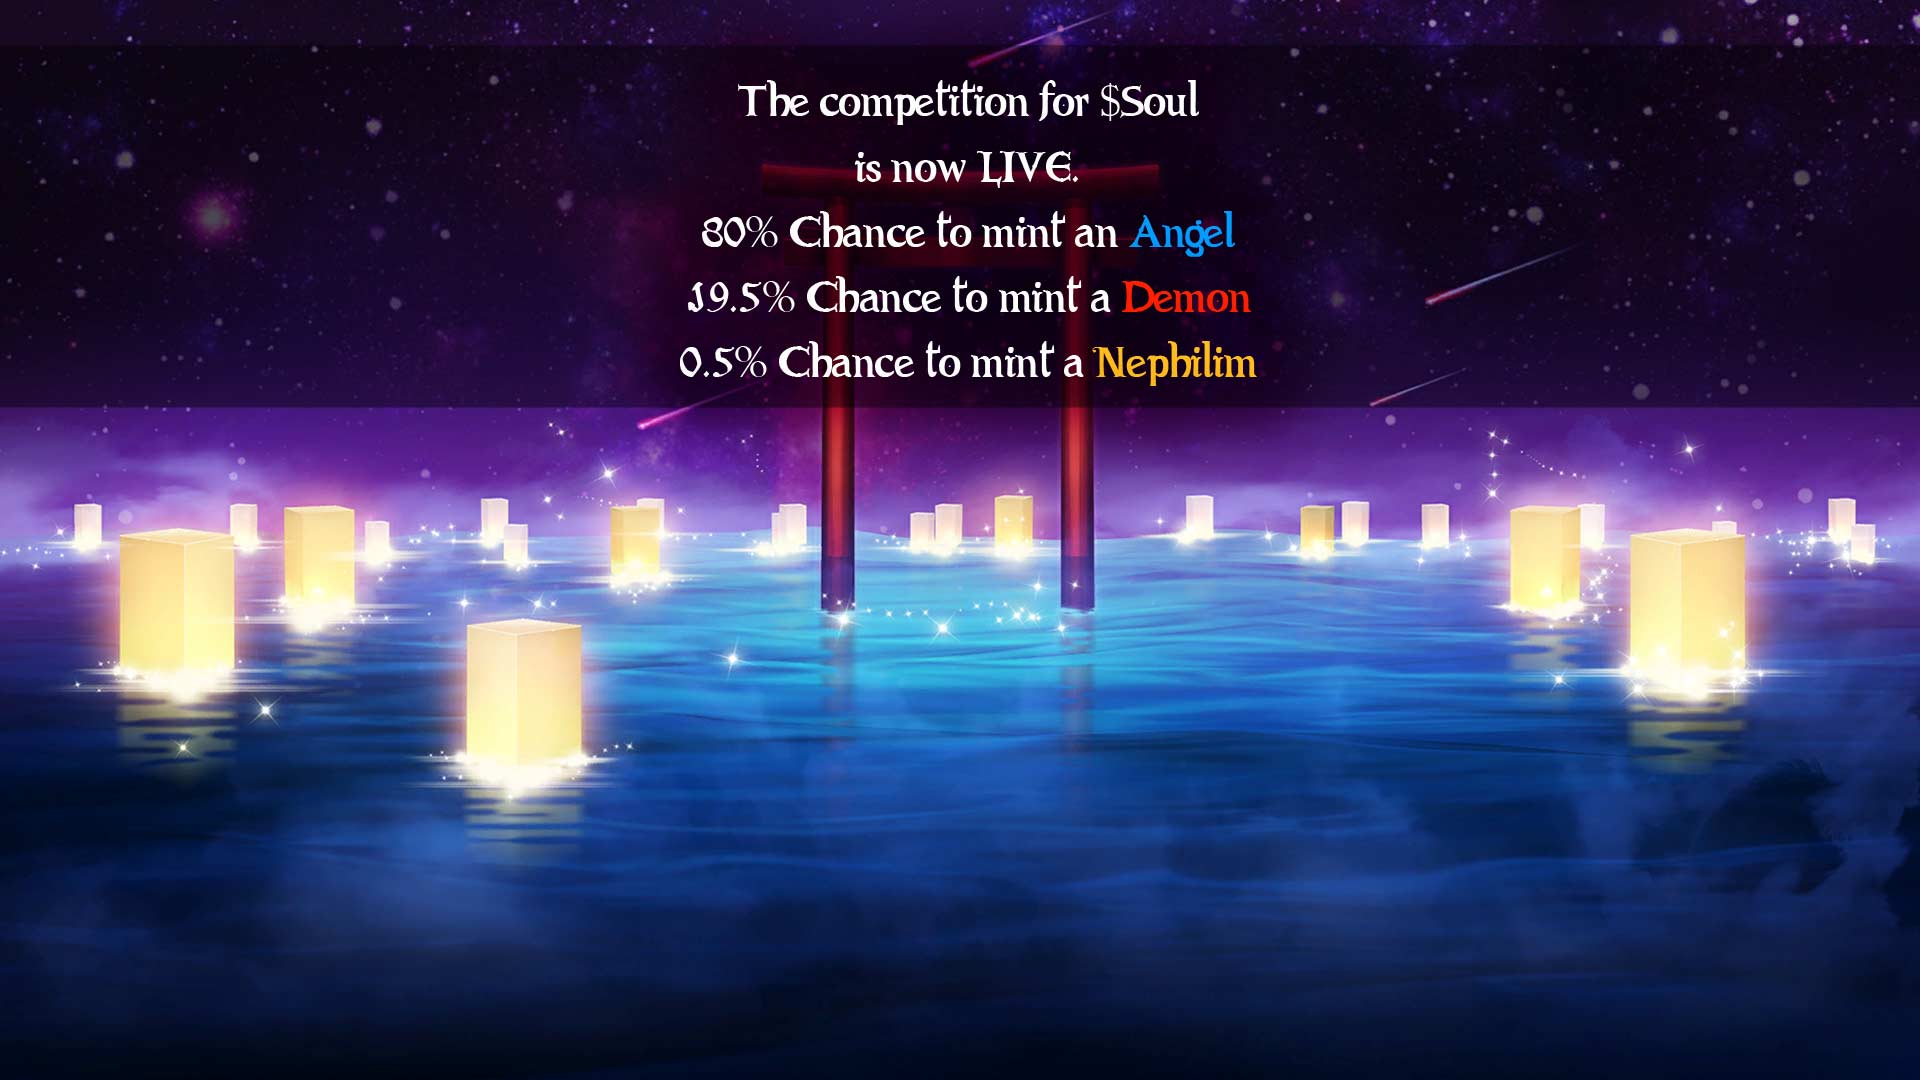 The competition for $Soul
is now LIVE.
80% Chance to mint an Angel
19.5% Chance to mint a Demon
0.5% Chance to mint a Nephilim